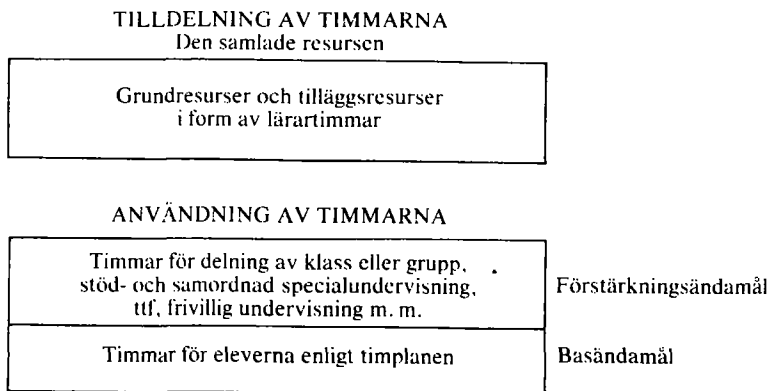 TILLDELNING AV TIMMARNA
Den samlade resursen
Grundresurser och tilläggsresurser
i form av lärartimmar
ANVÄNDNING AV TIMMARNA
Timmar för delning av klass eller grupp,
stöd- och samordnad specialundervisning,
ttf, frivillig undervisning m. m.
Förstärkningsändamål
Timmar för eleverna enligt timplanen
Basändamål